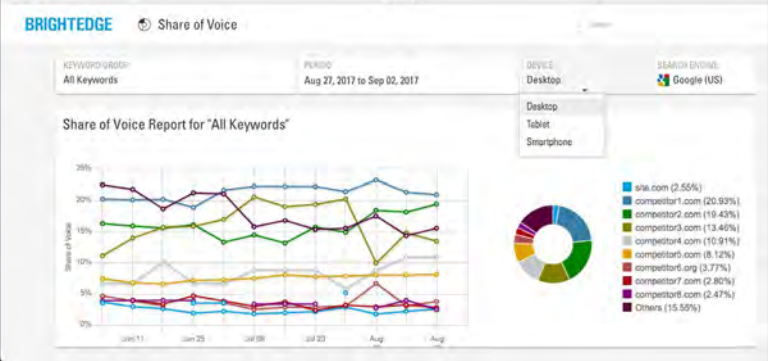 BRIGHTEDGE Share of Voice
KEYWORD GROUP: PERIOD: DEVICE: SEARCH ENGINE:
All Keywords Aug 27, 2017 to Sep 02, 2017 Desktop Google (US)
Desktop
Tablet
Smartphone
Share of Voice Report for "All Keywords"
25%
20%
15%
10%
5%
0%
Share of Voice
Jun 11 Jun 25 Jul 09 Jul 23 Aug Aug
site.com (2.55%)
competitor1.com (20.93%)
competitor2.com (19.43%)
competitor3.com (13.46%)
competitor4.com (10.91%)
competitor5.com (8.12%)
competitor6.org (3.77%)
competitor7.com (2.80%)
competitor8.com (2.47%)
Others (15.55%)